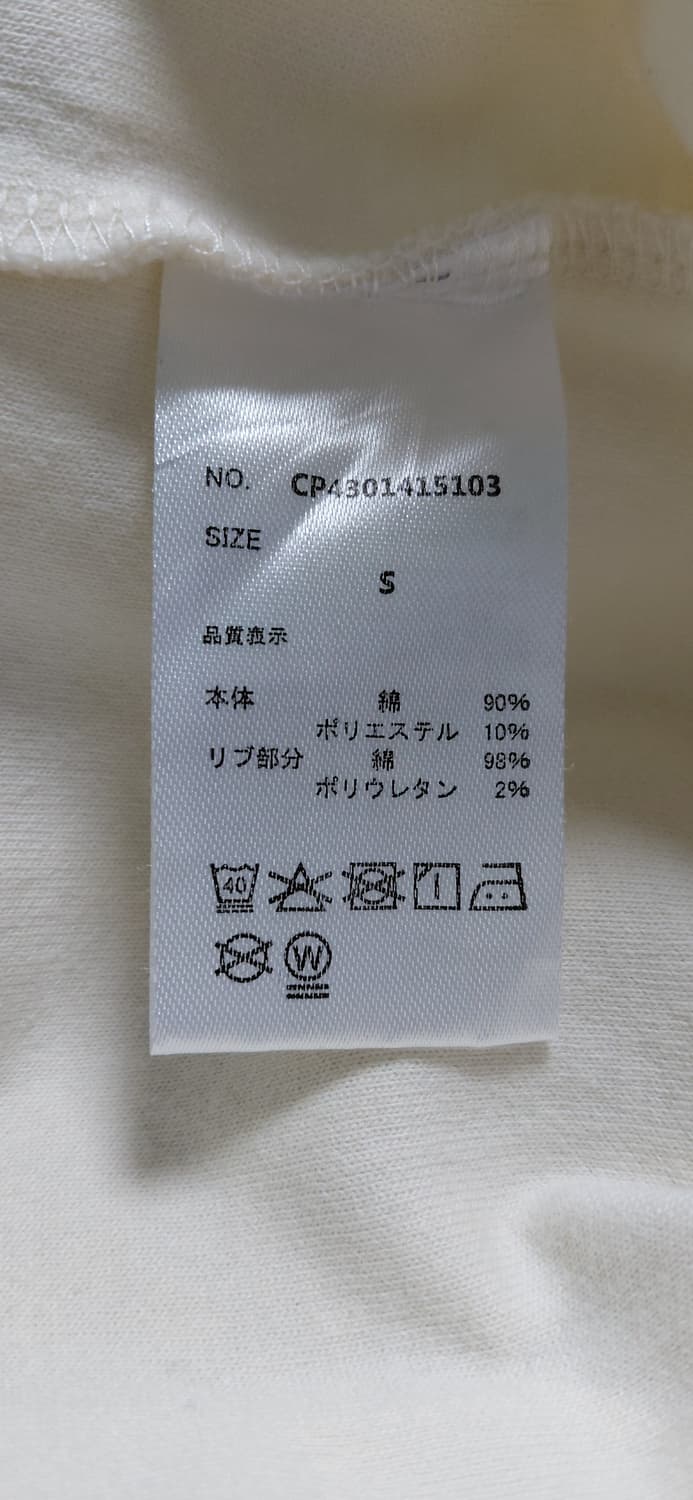 NO. CP4301415103
SIZE
S
品質表示
本体 綿 90%
ポリエステル 10%
リブ部分 綿 98%
ポリウレタン 2%
40
W